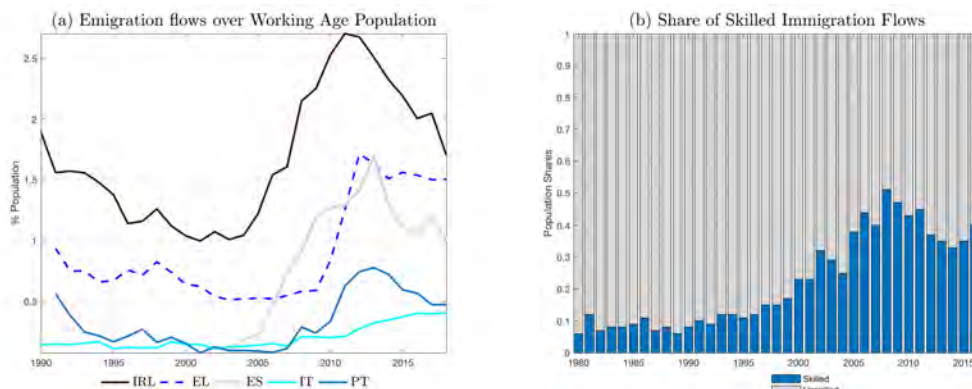 (a) Emigration flows over Working Age Population
% Population
2.5
2
1.5
1
0.5
1990 1995 2000 2005 2010 2015
IRL EL ES IT PT
(b) Share of Skilled Immigration Flows
Population Shares
1
0.9
0.8
0.7
0.6
0.5
0.4
0.3
0.2
0.1
0
1980 1985 1990 1995 2000 2005 2010 2015
Skilled